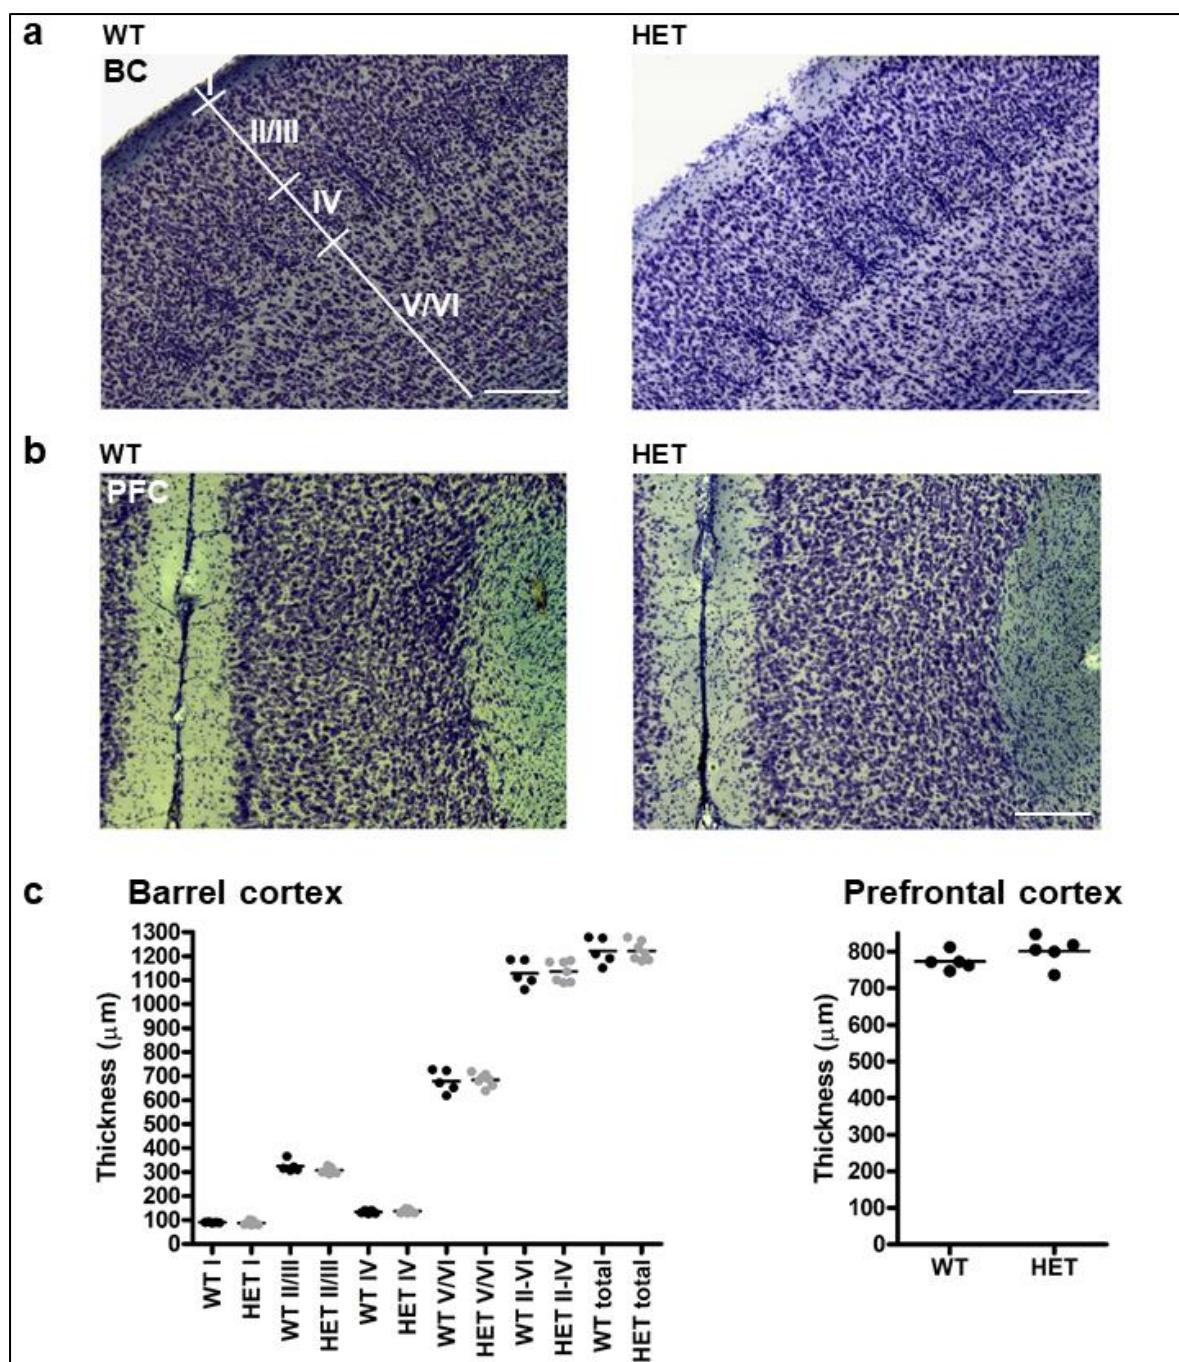 a
WT
HET
BC
I
II/III
IV
V/VI
b
WT
HET
PFC
c
Barrel cortex
Prefrontal cortex
Thickness (μm)
1300
1200
1100
1000
900
800
700
600
500
400
300
200
100
0
WT I
HET I
WT II/III
HET II/III
WT IV
HET IV
WT V/VI
HET V/VI
WT II-VI
HET II-IV
WT total
HET total
Thickness (μm)
800
700
600
500
400
300
200
100
0
WT
HET